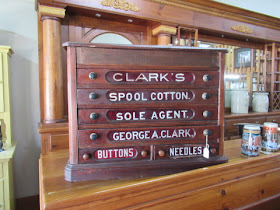 CLARK'S
SPOOL COTTON.
SOLE AGENT.
GEORGE A. CLARK.
BUTTONS NEEDLES